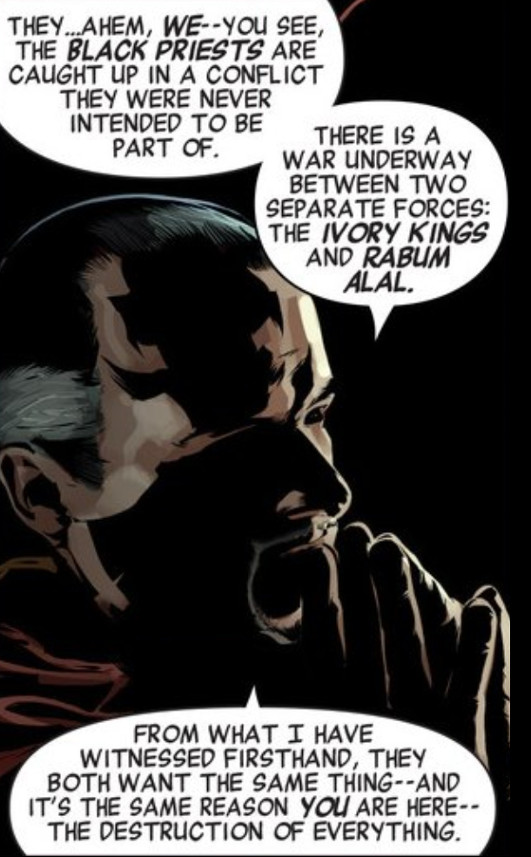 THEY...AHEM, WE--YOU SEE,
THE BLACK PRIESTS ARE
CAUGHT UP IN A CONFLICT
THEY WERE NEVER
INTENDED TO BE
PART OF.
THERE IS A
WAR UNDERWAY
BETWEEN TWO
SEPARATE FORCES:
THE IVORY KINGS
AND RABUM
ALAL.
FROM WHAT I HAVE
WITNESSED FIRSTHAND, THEY
BOTH WANT THE SAME THING--AND
IT'S THE SAME REASON YOU ARE HERE--
THE DESTRUCTION OF EVERYTHING.